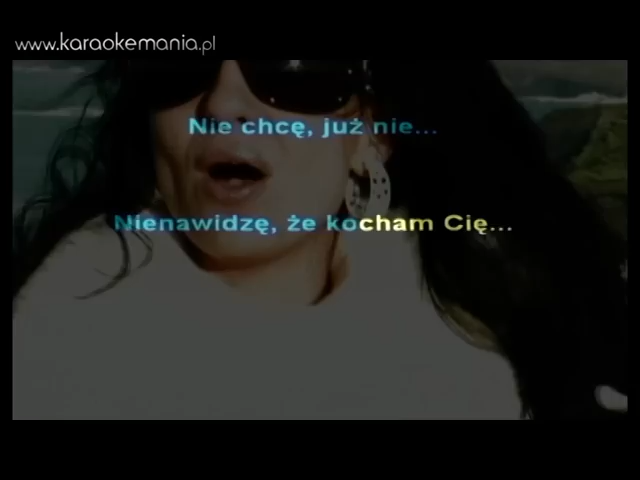 www.karaokemania.pl
Nie chcę, już nie...
Nienawidzę, że kocham Cię...